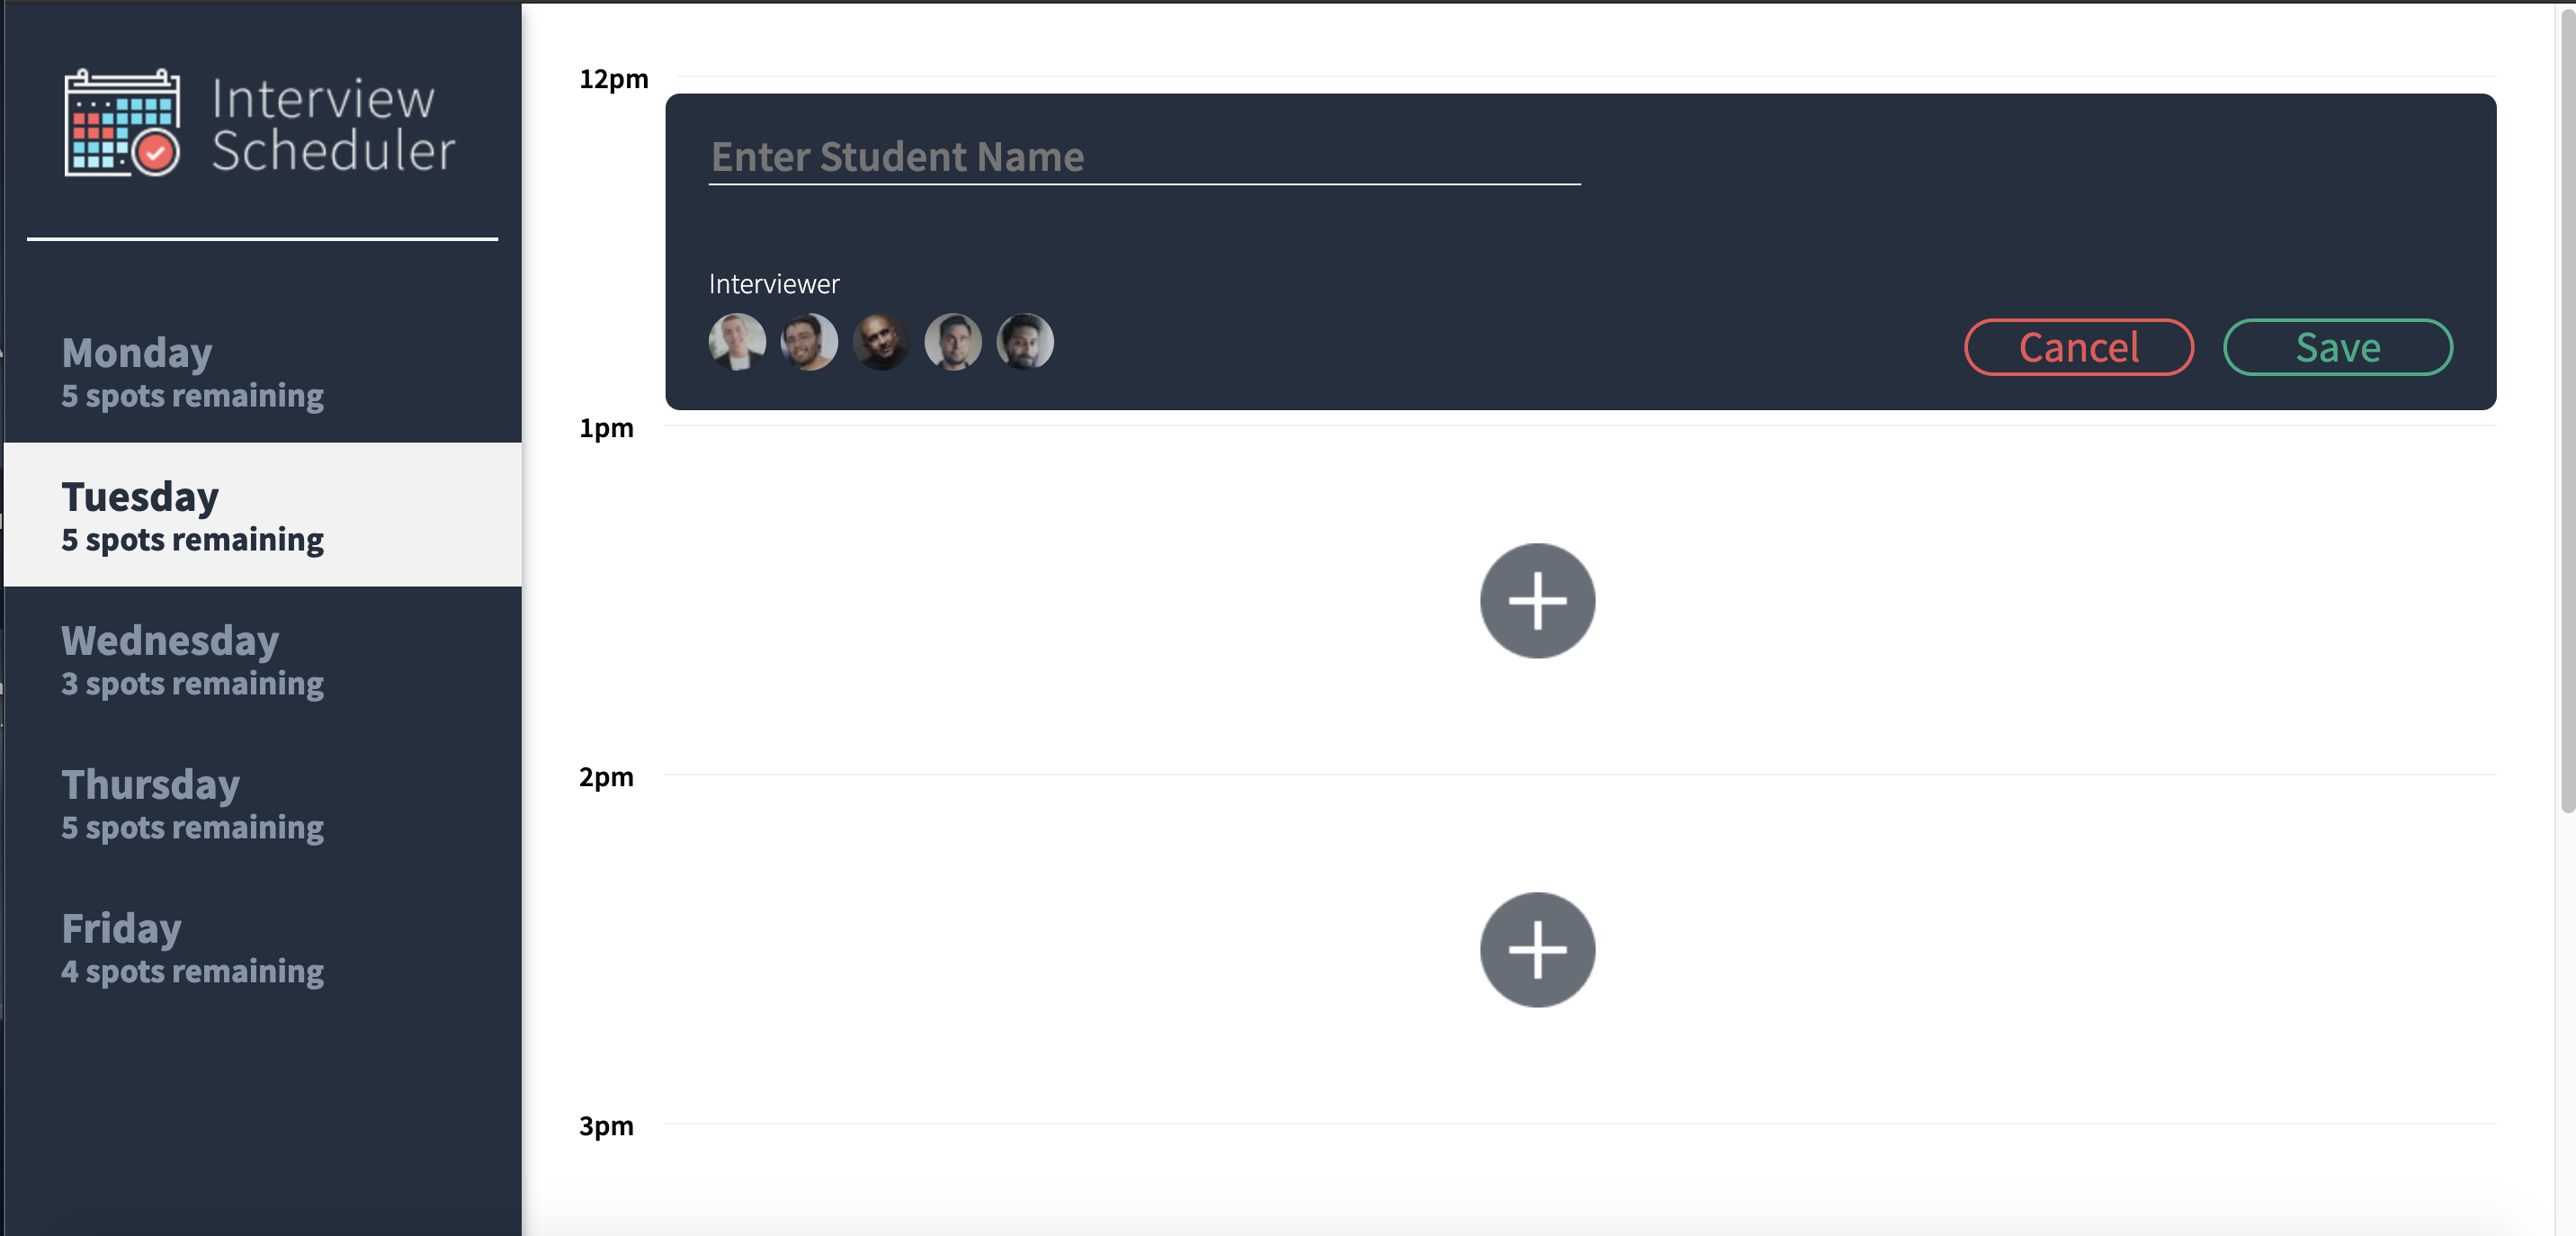 Interview
Scheduler
Monday
5 spots remaining
Tuesday
5 spots remaining
Wednesday
3 spots remaining
Thursday
5 spots remaining
Friday
4 spots remaining
12pm
Enter Student Name
Interviewer
Cancel
Save
1pm
2pm
3pm